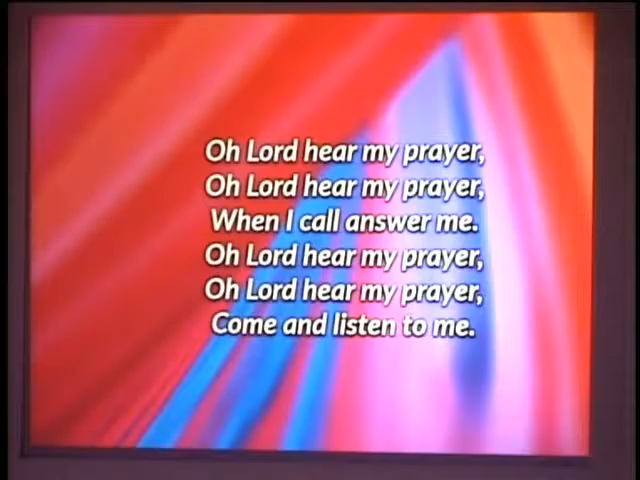 Oh Lord hear my prayer,
Oh Lord hear my prayer,
When I call answer me.
Oh Lord hear my prayer,
Oh Lord hear my prayer,
Come and listen to me.